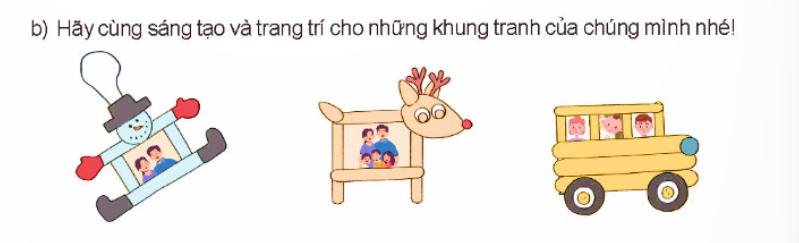 b) Hãy cùng sáng tạo và trang trí cho những khung tranh của chúng mình nhé!